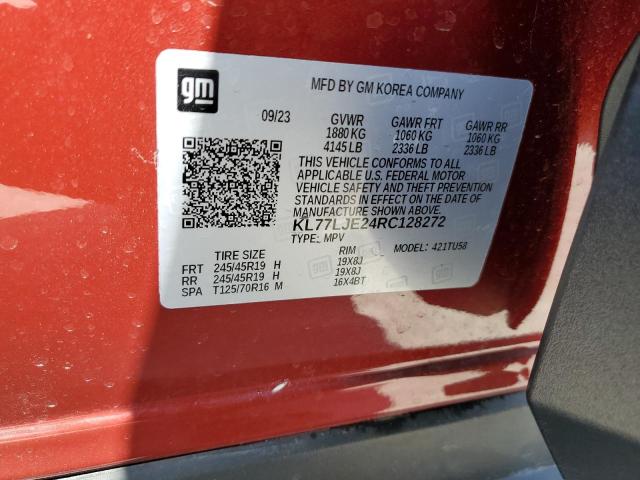 gm
MFD BY GM KOREA COMPANY
09/23 GVWR GAWR FRT GAWR RR
1880 KG 1060 KG 1060 KG
4145 LB 2336 LB 2336 LB
THIS VEHICLE CONFORMS TO ALL
APPLICABLE U.S. FEDERAL MOTOR
VEHICLE SAFETY AND THEFT PREVENTION
STANDARDS IN EFFECT ON THE DATE OF
MANUFACTURE SHOWN ABOVE.
KL77LJE24RC128272
TYPE: MPV MODEL: 421TU58
TIRE SIZE RIM
FRT 245/45R19 H 19X8J
RR 245/45R19 H 19X8J
SPA T125/70R16 M 16X4BT